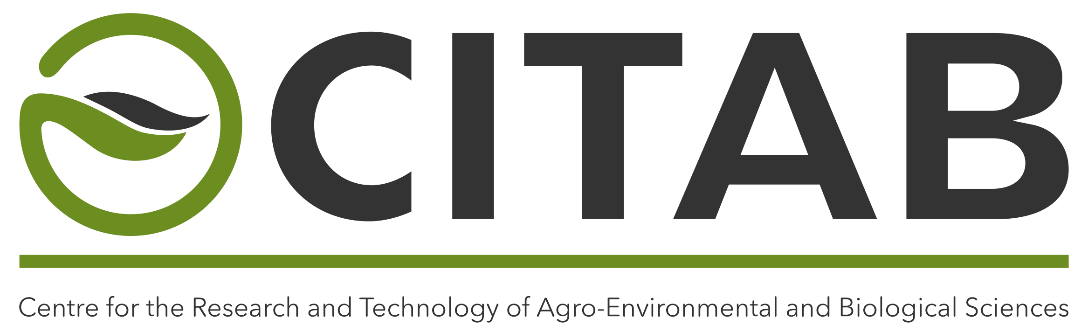 CITAB
Centre for the Research and Technology of Agro-Environmental and Biological Sciences